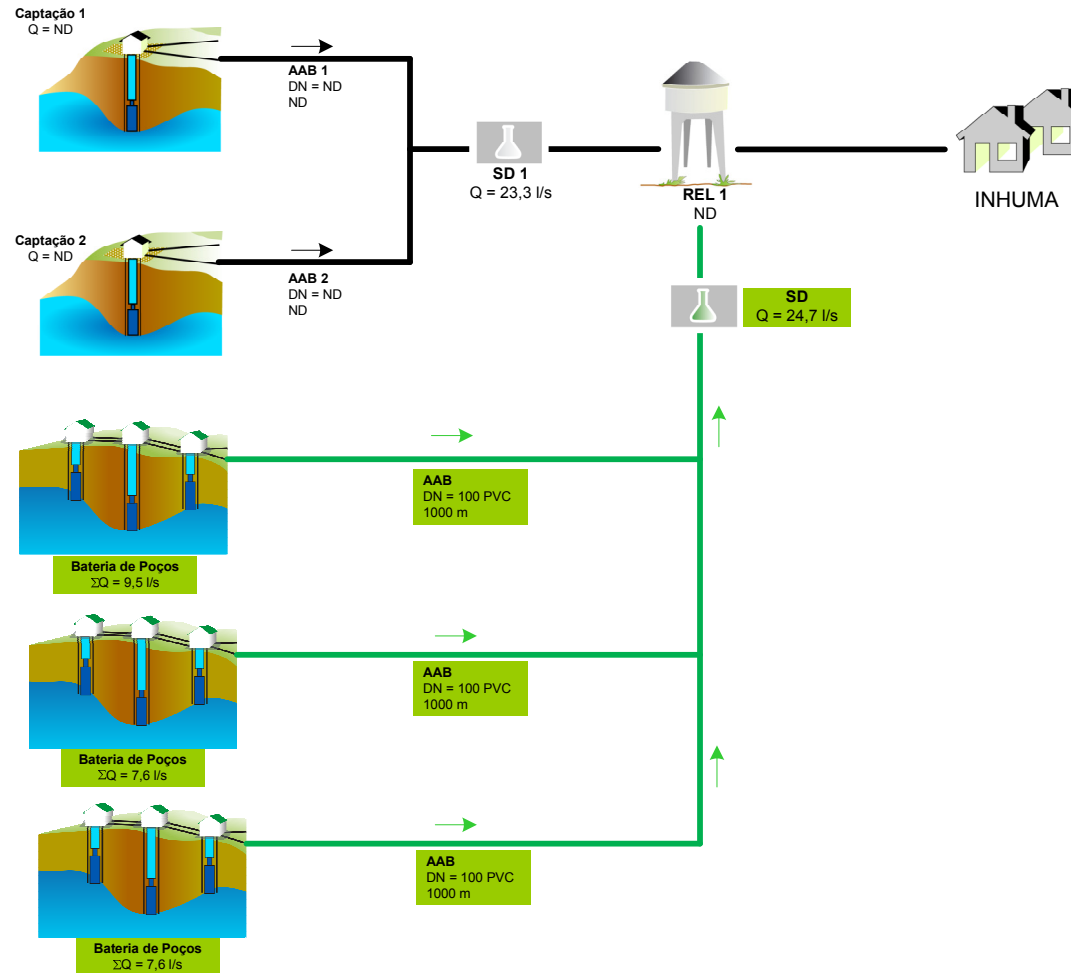 Captação 1
Q = ND
AAB 1
DN = ND
ND
SD 1
Q = 23,3 l/s
REL 1
ND
INHUMA
Captação 2
Q = ND
AAB 2
DN = ND
ND
SD
Q = 24,7 l/s
AAB
DN = 100 PVC
1000 m
Bateria de Poços
ΣQ = 9,5 l/s
AAB
DN = 100 PVC
1000 m
Bateria de Poços
ΣQ = 7,6 l/s
AAB
DN = 100 PVC
1000 m
Bateria de Poços
ΣQ = 7,6 l/s